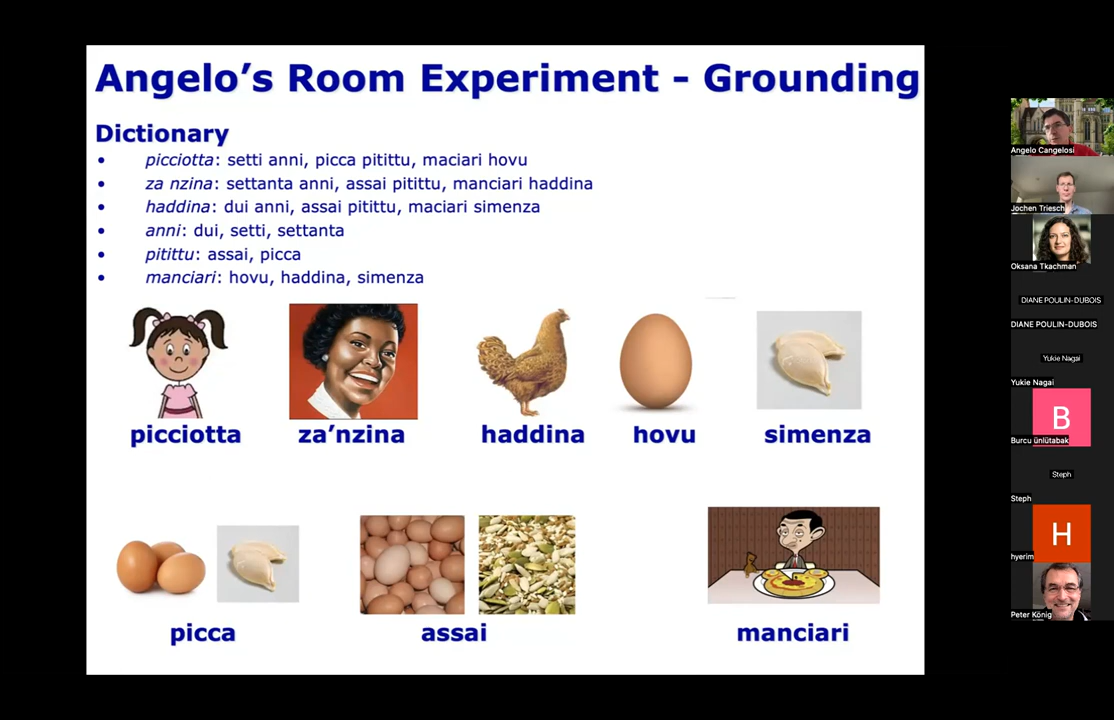 Angelo's Room Experiment - Grounding
Dictionary
• picciotta: setti anni, picca pitittu, maciari hovu
• za nzina: settanta anni, assai pitittu, manciari haddina
• haddina: dui anni, assai pitittu, maciari simenza
• anni: dui, setti, settanta
• pitittu: assai, picca
• manciari: hovu, haddina, simenza
picciotta
za'nzina
haddina
hovu
simenza
picca
assai
manciari
Angelo Cangelosi
Jochen Triesch
Oksana Tkachman
DIANE POULIN-DUBOIS
DIANE POULIN-DUBOIS
Yukie Nagai
Yukie Nagai
B
Burcu ünlütabak
Steph
Steph
H
hyerim
Peter König